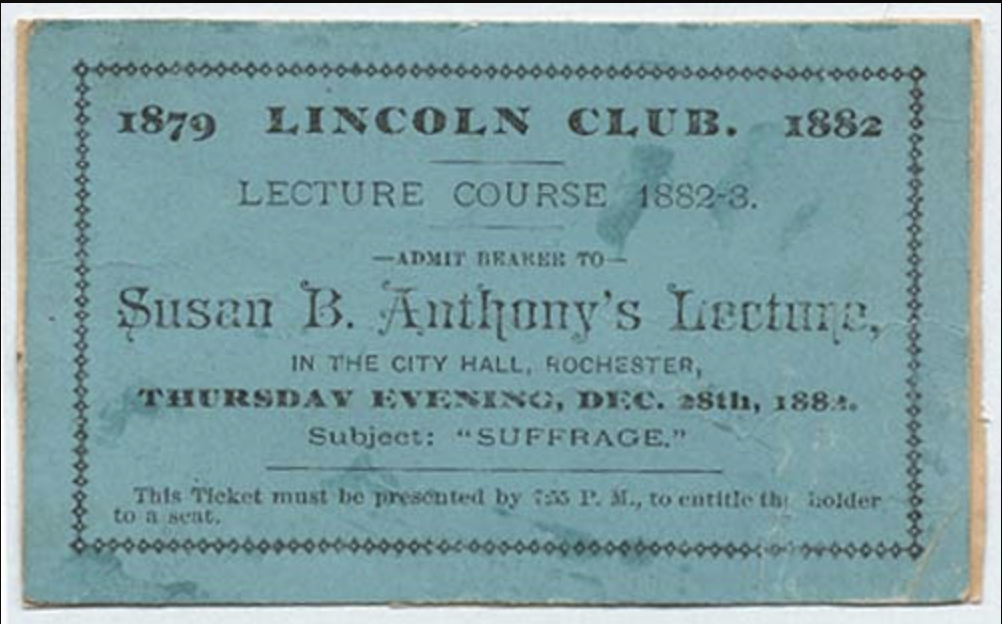 1879 LINCOLN CLUB. 1882
LECTURE COURSE 1882-3.
—ADMIT BEARER TO—
Susan B. Anthony's Lecture,
IN THE CITY HALL, ROCHESTER,
THURSDAY EVENING, DEC. 28th, 1882.
Subject: "SUFFRAGE."
This Ticket must be presented by 7:55 P. M., to entitle the holder
to a seat.